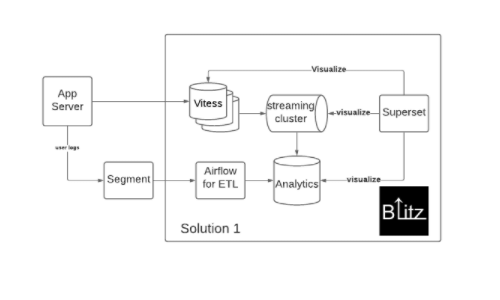 Visualize
App
Server
Vitess
streaming
cluster
visualize
Superset
user logs
Segment
Airflow
for ETL
Analytics
visualize
Blitz
Solution 1